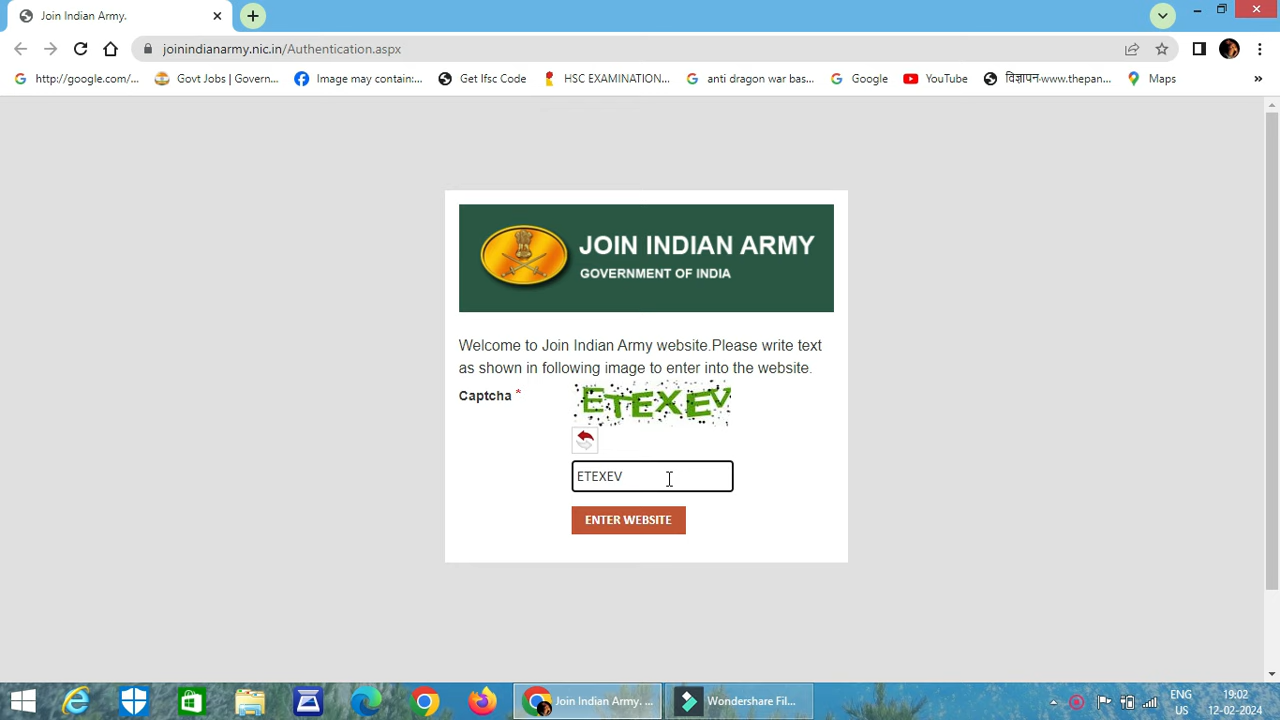 Join Indian Army.
joinindianarmy.nic.in/Authentication.aspx
http://google.com/... Govt Jobs | Govern... Image may contain:... Get Ifsc Code HSC EXAMINATION... anti dragon war bas... Google YouTube विज्ञापन-www.thepan... Maps »
JOIN INDIAN ARMY
GOVERNMENT OF INDIA
Welcome to Join Indian Army website.Please write text
as shown in following image to enter into the website.
Captcha * ETEXEV
ETEXEV
ENTER WEBSITE
Join Indian Army. ... Wondershare Fil... ENG 19:02
US 12-02-2024